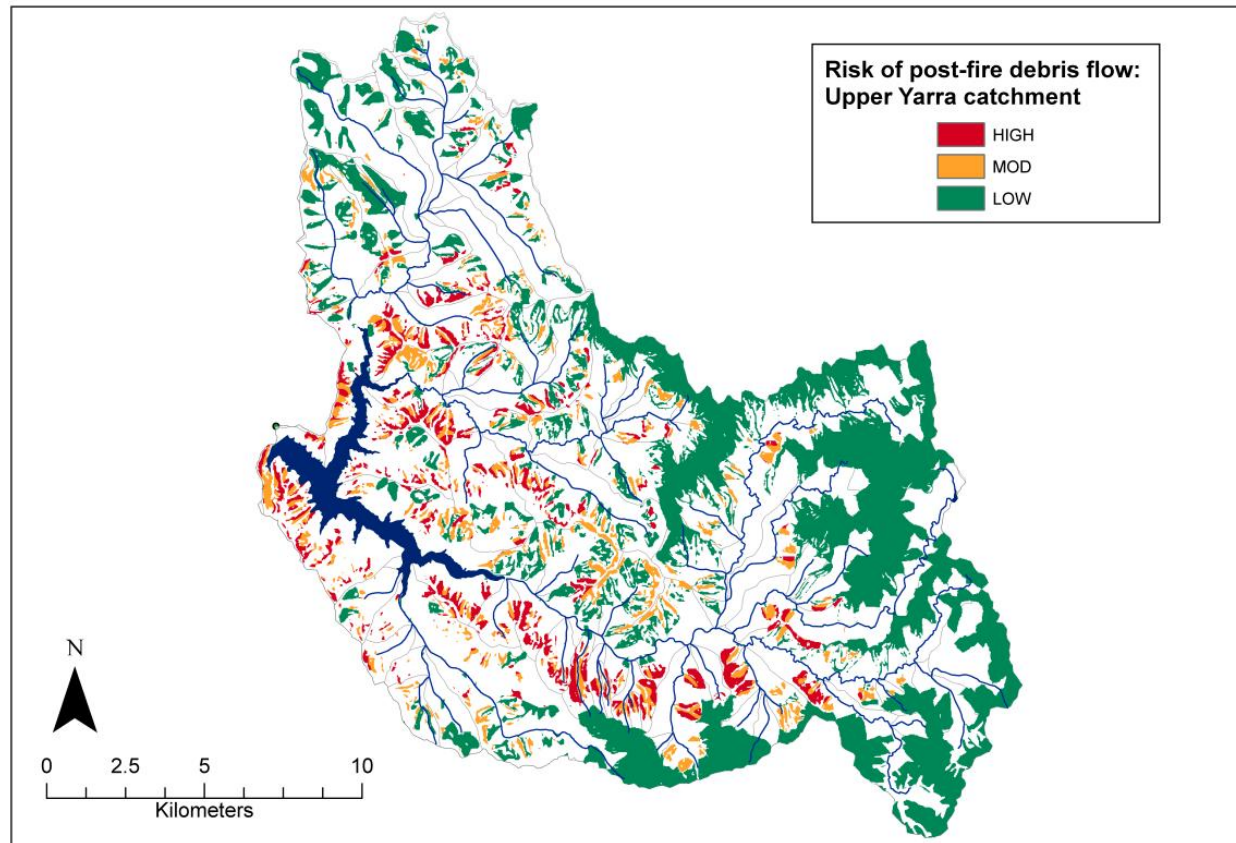 Risk of post-fire debris flow:
Upper Yarra catchment
HIGH
MOD
LOW
N
0 2.5 5 10
Kilometers